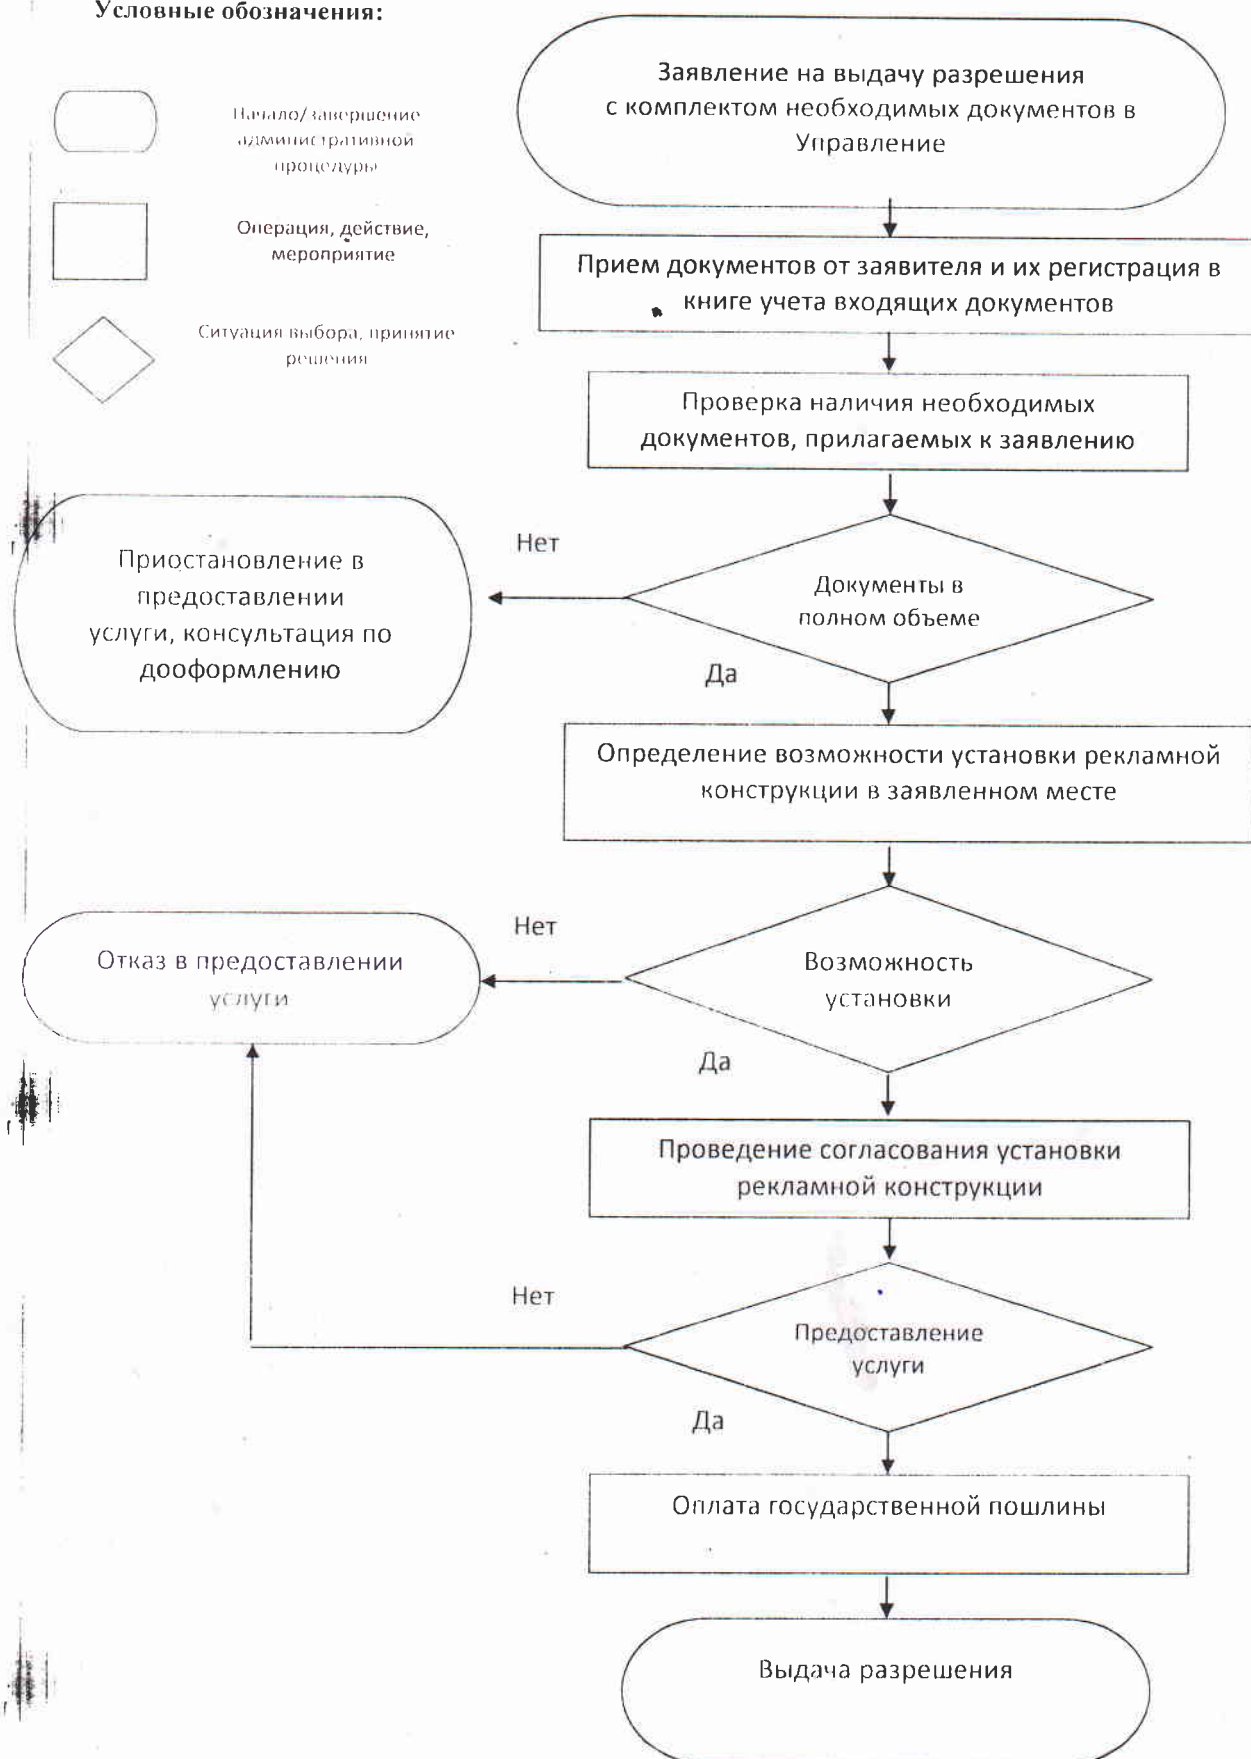 Условные обозначения:
Начало/завершение
административной
процедуры
Операция, действие,
мероприятие
Ситуация выбора, принятие
решения
Заявление на выдачу разрешения
с комплектом необходимых документов в
Управление
Прием документов от заявителя и их регистрация в
книге учета входящих документов
Проверка наличия необходимых
документов, прилагаемых к заявлению
Документы в
полном объеме
Нет
Приостановление в
предоставлении
услуги, консультация по
дооформлению
Да
Определение возможности установки рекламной
конструкции в заявленном месте
Возможность
установки
Нет
Отказ в предоставлении
услуги
Да
Проведение согласования установки
рекламной конструкции
Предоставление
услуги
Нет
Да
Оплата государственной пошлины
Выдача разрешения